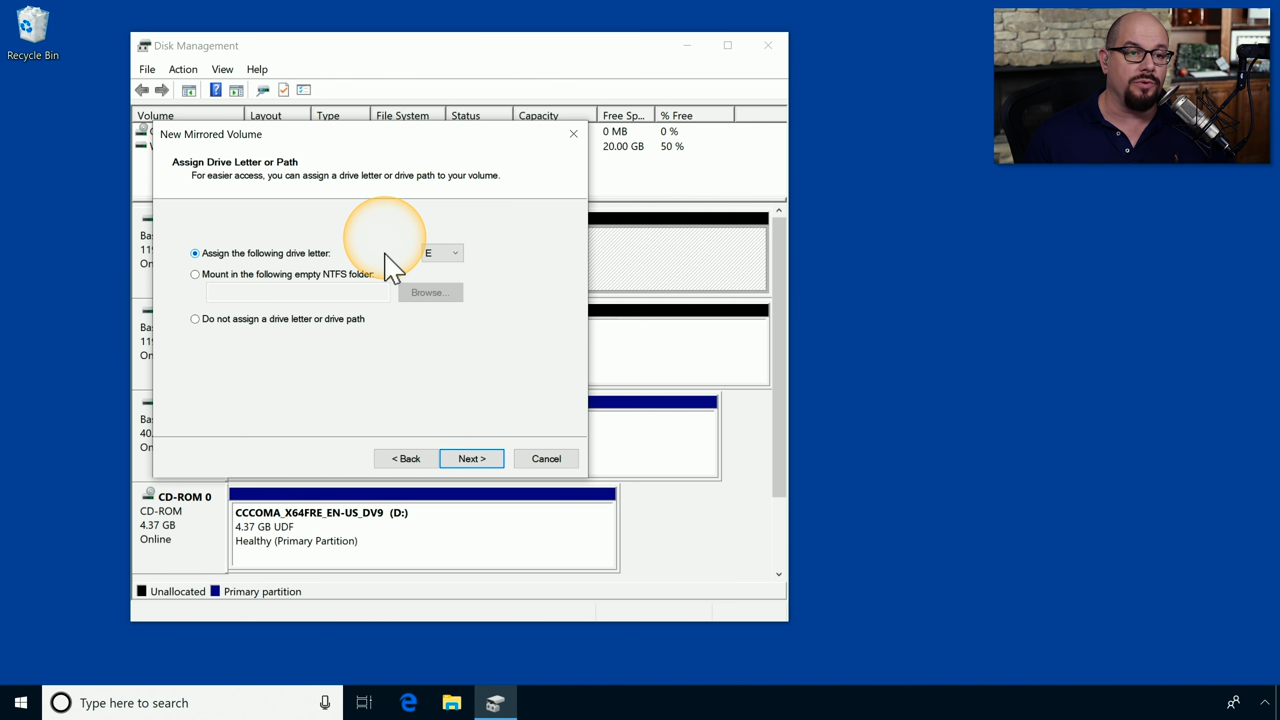 Recycle Bin
Disk Management
File Action View Help
Volume Layout Type File System Status Capacity Free Sp... % Free
0 MB 0 %
20.00 GB 50 %
New Mirrored Volume
Assign Drive Letter or Path
For easier access, you can assign a drive letter or drive path to your volume.
Assign the following drive letter: E
Mount in the following empty NTFS folder:
Browse...
Do not assign a drive letter or drive path
< Back Next > Cancel
CD-ROM 0
CD-ROM
4.37 GB
Online
CCCOMA_X64FRE_EN-US_DV9 (D:)
4.37 GB UDF
Healthy (Primary Partition)
Unallocated Primary partition
Type here to search